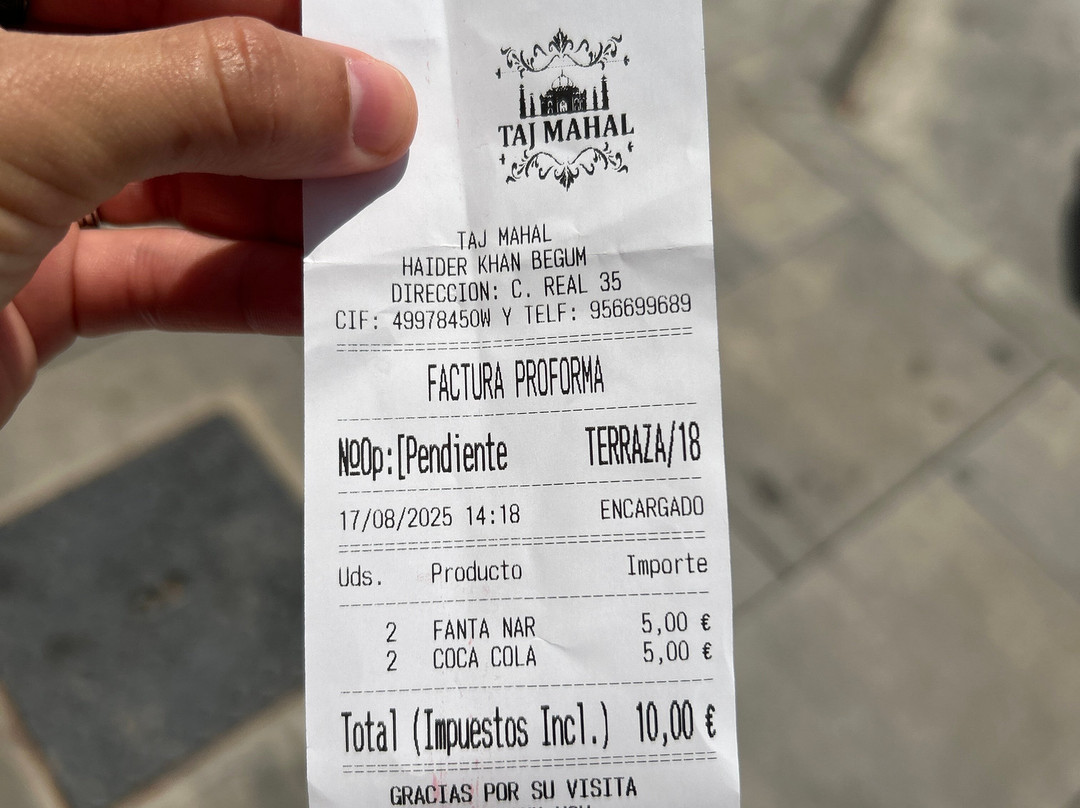 TAJ MAHAL
TAJ MAHAL
HAIDER KHAN BEGUM
DIRECCION: C. REAL 35
CIF: 49978450W Y TELF: 956699689
FACTURA PROFORMA
NºOp:[Pendiente TERRAZA/18
17/08/2025 14:18 ENCARGADO
Uds. Producto Importe
2 FANTA NAR 5,00 €
2 COCA COLA 5,00 €
Total (Impuestos Incl.) 10,00 €
GRACIAS POR SU VISITA